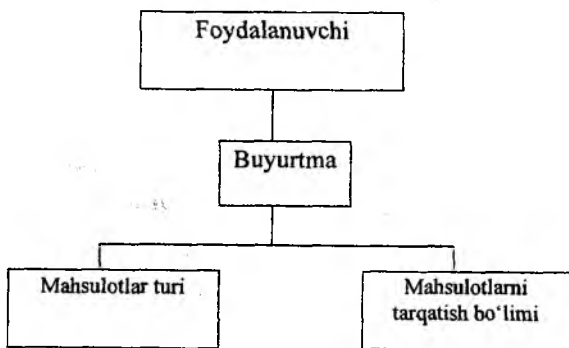 Foydalanuvchi
Buyurtma
Mahsulotlar turi
Mahsulotlarni
tarqatish bo‘limi